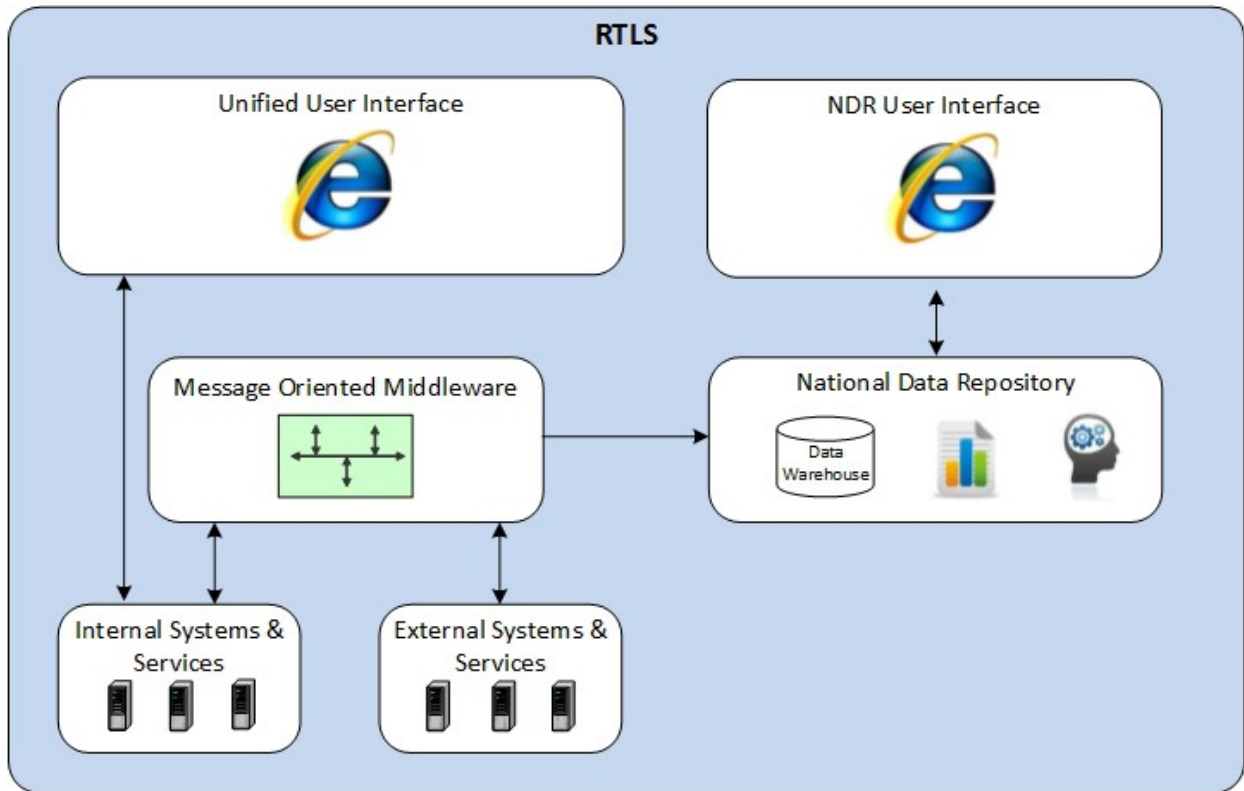 RTLS
Unified User Interface
NDR User Interface
Message Oriented Middleware
National Data Repository
Data
Warehouse
Internal Systems &
Services
External Systems &
Services